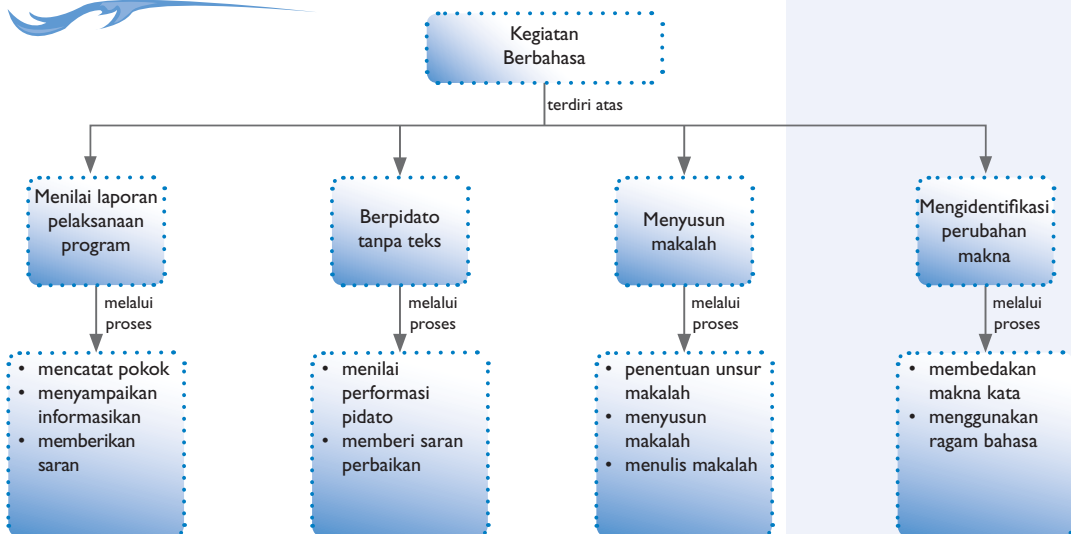 Kegiatan
Berbahasa
terdiri atas
Menilai laporan
pelaksanaan
program
Berpidato
tanpa teks
Menyusun
makalah
Mengidentifikasi
perubahan
makna
melalui
proses
melalui
proses
melalui
proses
melalui
proses
• mencatat pokok
• menyampaikan
informasikan
• memberikan
saran
• menilai
performasi
pidato
• memberi saran
perbaikan
• penentuan unsur
makalah
• menyusun
makalah
• menulis makalah
• membedakan
makna kata
• menggunakan
ragam bahasa